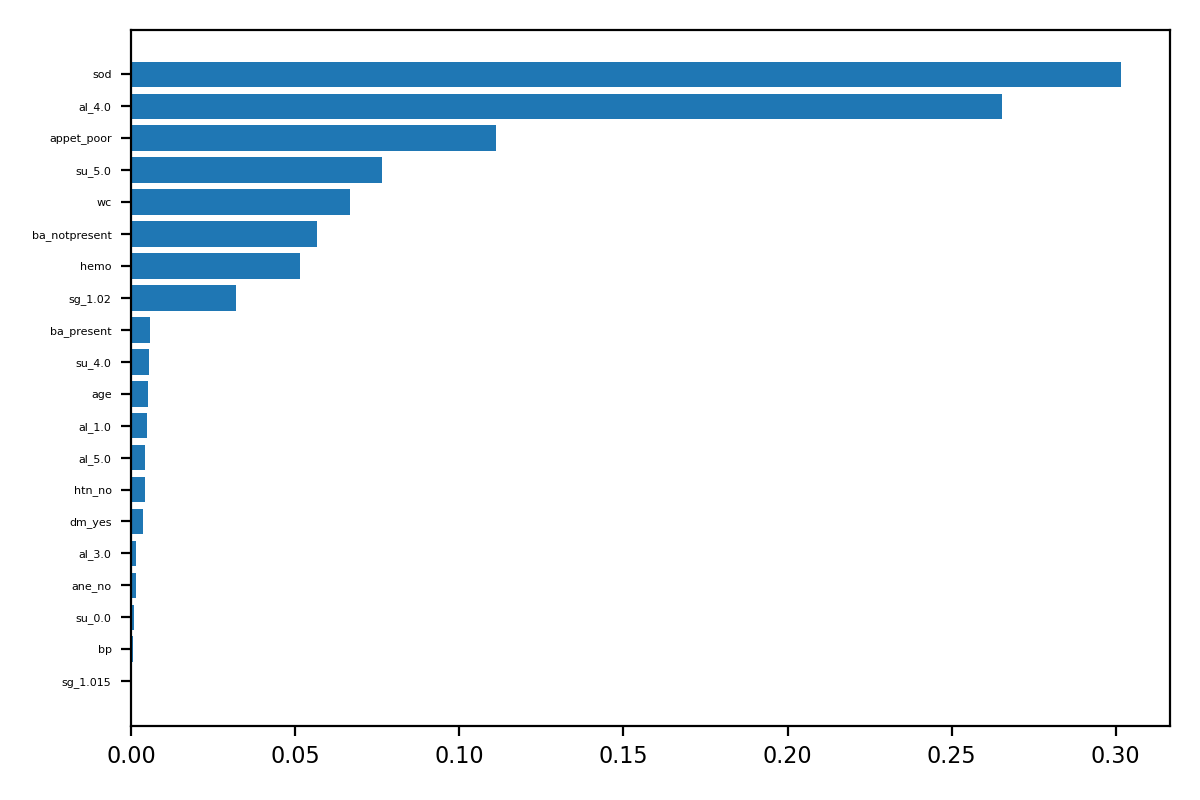 sod
al_4.0
appet_poor
su_5.0
wc
ba_notpresent
hemo
sg_1.02
ba_present
su_4.0
age
al_1.0
al_5.0
htn_no
dm_yes
al_3.0
ane_no
su_0.0
bp
sg_1.015
0.00 0.05 0.10 0.15 0.20 0.25 0.30